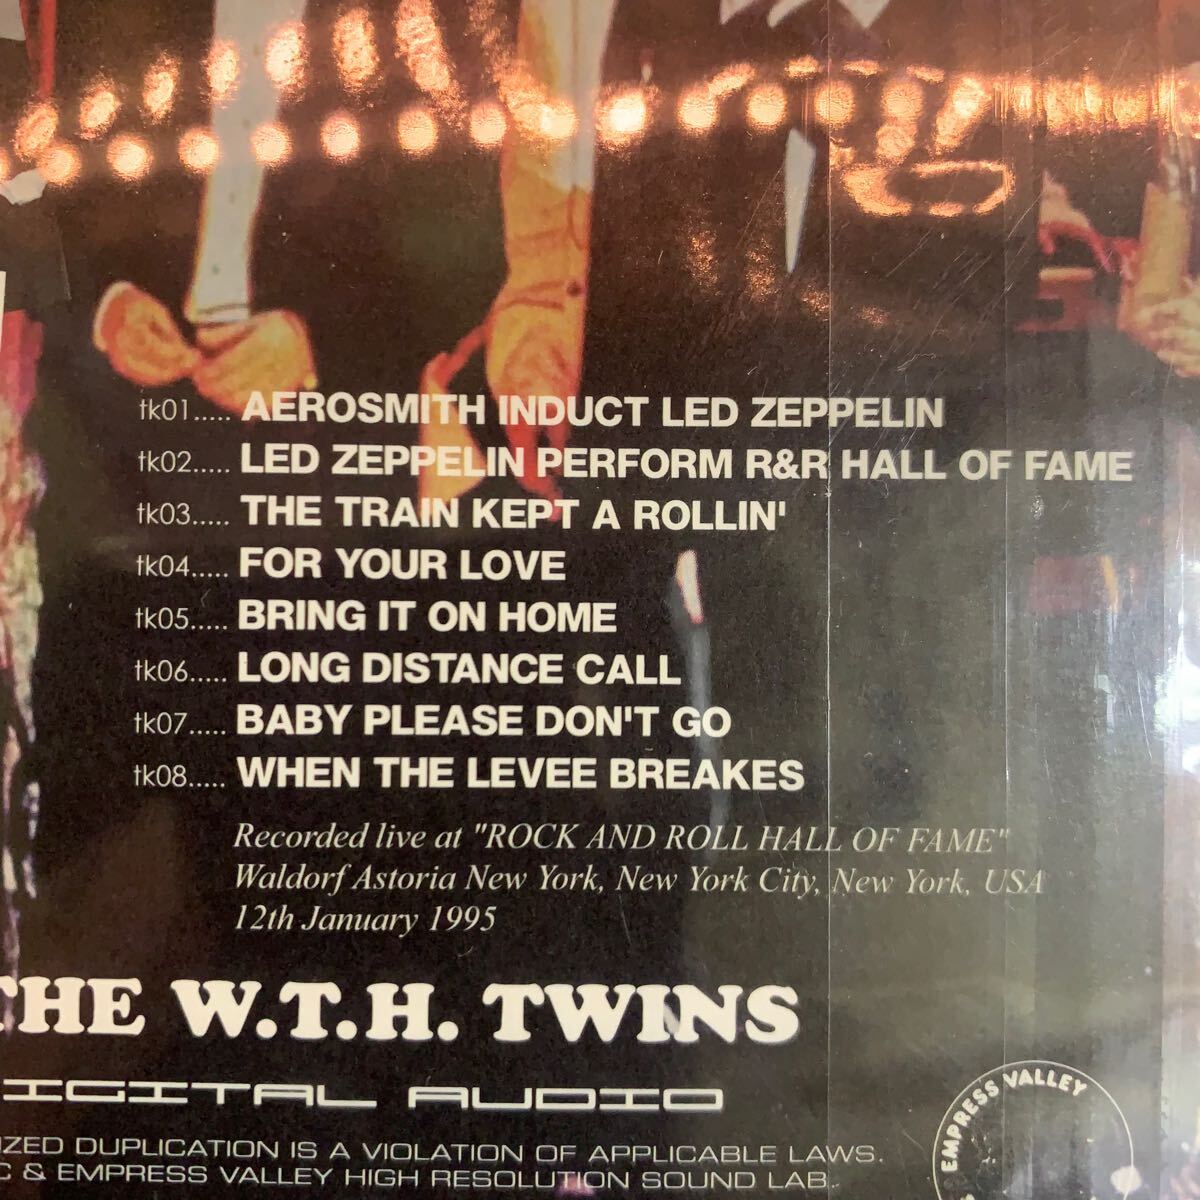 tk01..... AEROSMITH INDUCT LED ZEPPELIN
tk02..... LED ZEPPELIN PERFORM R&R HALL OF FAME
tk03..... THE TRAIN KEPT A ROLLIN'
tk04..... FOR YOUR LOVE
tk05..... BRING IT ON HOME
tk06..... LONG DISTANCE CALL
tk07..... BABY PLEASE DON'T GO
tk08..... WHEN THE LEVEE BREAKES
Recorded live at "ROCK AND ROLL HALL OF FAME"
Waldorf Astoria New York, New York City, New York, USA
12th January 1995
THE W.T.H. TWINS
IGITAL AUDIO
IZED DUPLICATION IS A VIOLATION OF APPLICABLE LAWS.
C & EMPRESS VALLEY HIGH RESOLUTION SOUND LAB.
EMPRESS VALLEY